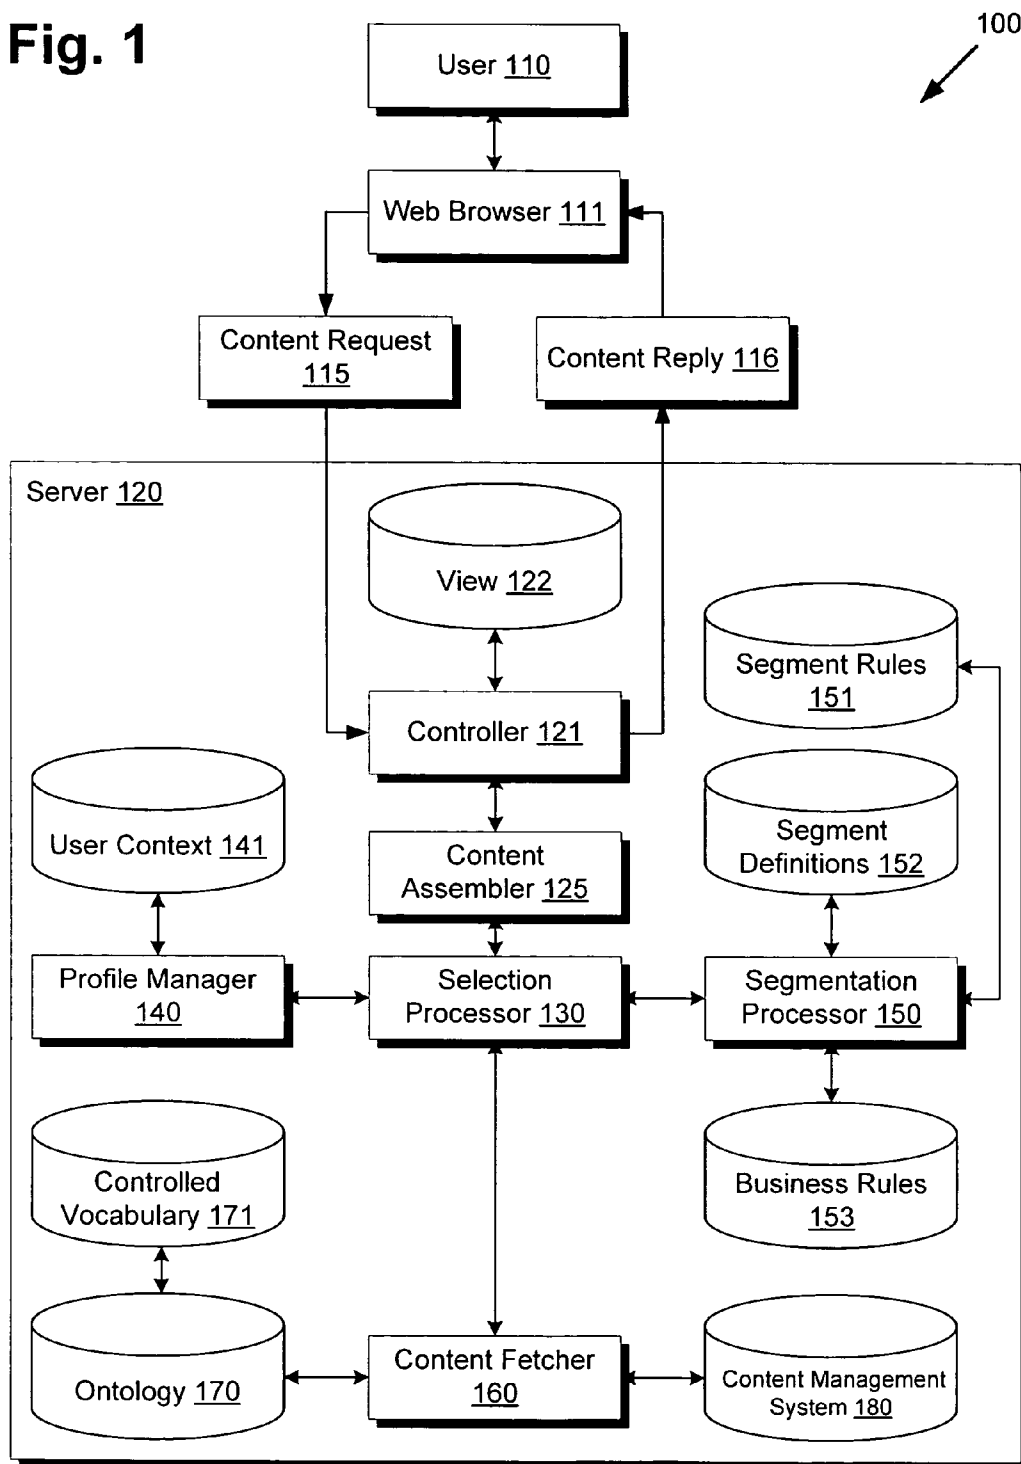 Fig. 1
100
User 110
Web Browser 111
Content Request
115
Content Reply 116
Server 120
View 122
Segment Rules
151
Controller 121
User Context 141
Segment
Definitions 152
Content
Assembler 125
Profile Manager
140
Selection
Processor 130
Segmentation
Processor 150
Controlled
Vocabulary 171
Business Rules
153
Ontology 170
Content Fetcher
160
Content Management
System 180